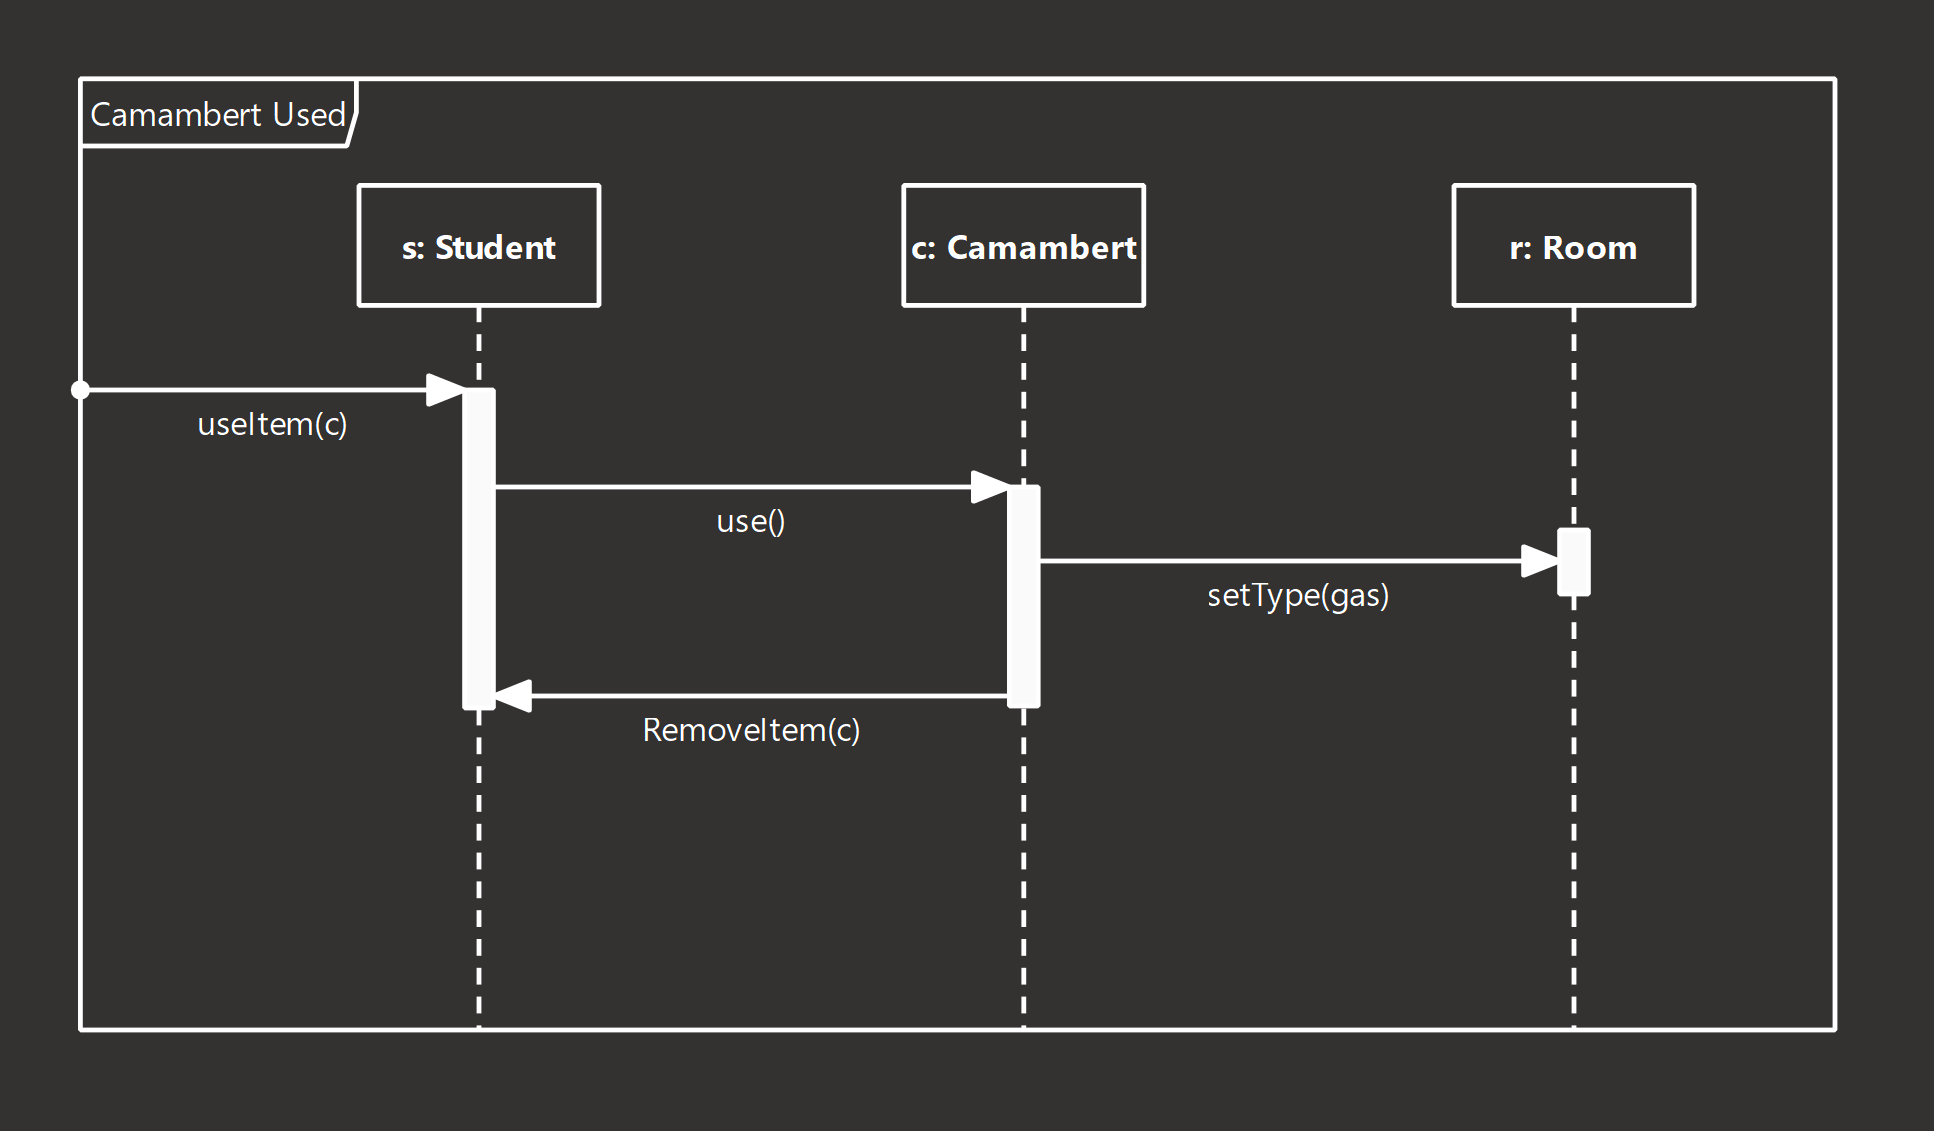 Camambert Used
s: Student
c: Camambert
r: Room
useItem(c)
use()
setType(gas)
RemoveItem(c)